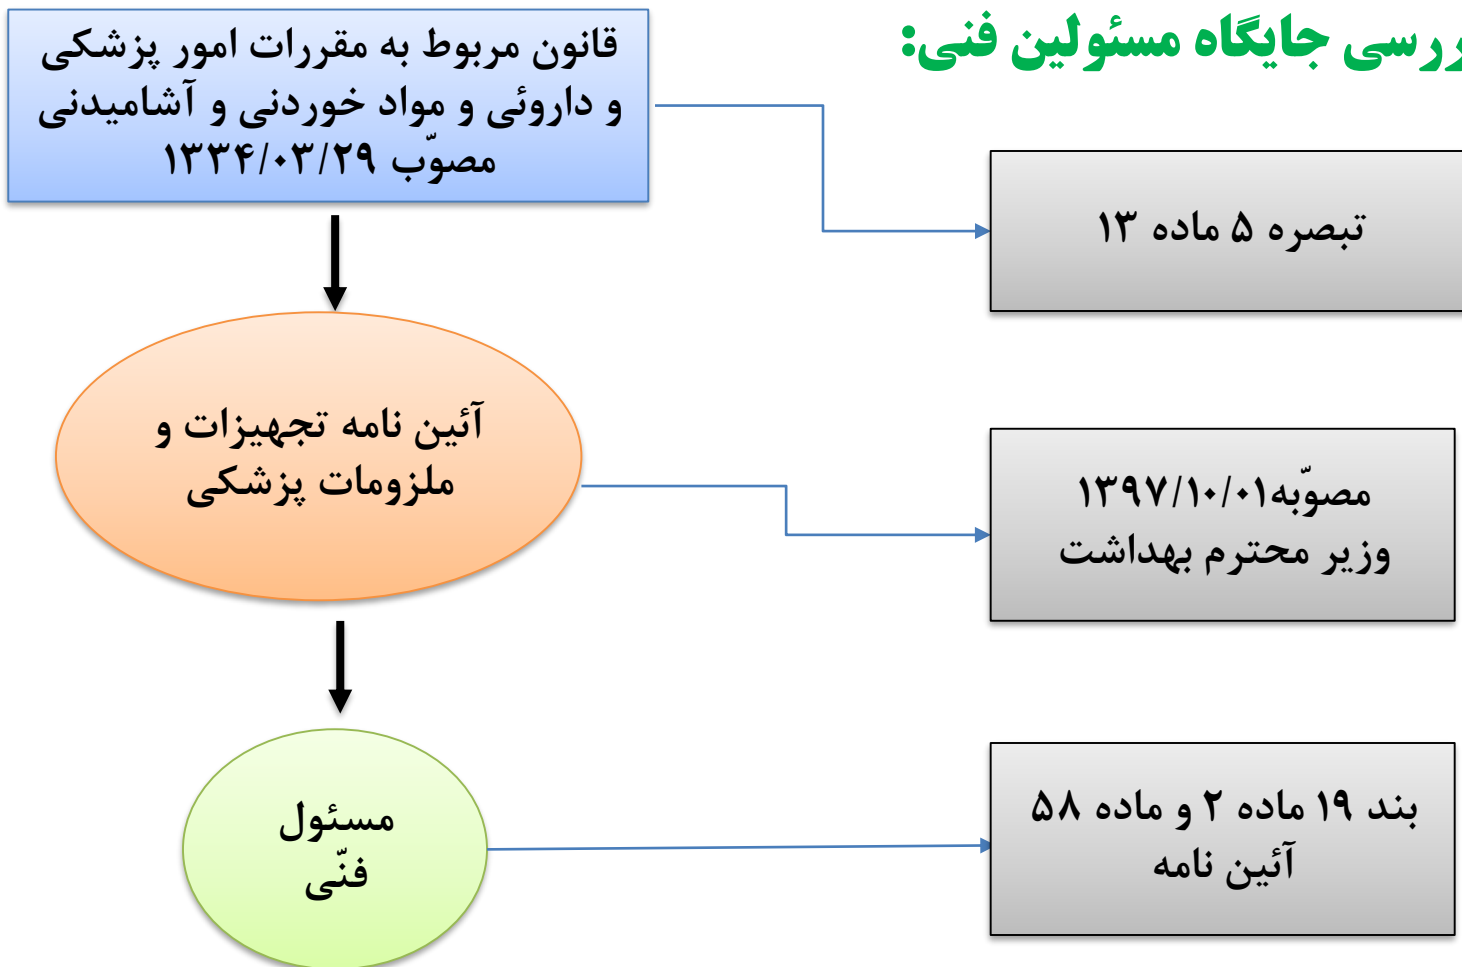 ررسی جایگاه مسئولین فنی:
قانون مربوط به مقررات امور پزشکی
و داروئی و مواد خوردنی و آشامیدنی
مصوّب ۱۳۳۴/۰۳/۲۹
تبصره ۵ ماده ۱۳
آئین نامه تجهیزات و
ملزومات پزشکی
مصوّبه۱۳۹۷/۱۰/۰۱
وزیر محترم بهداشت
مسئول
فنّی
بند ۱۹ ماده ۲ و ماده ۵۸
آئین نامه